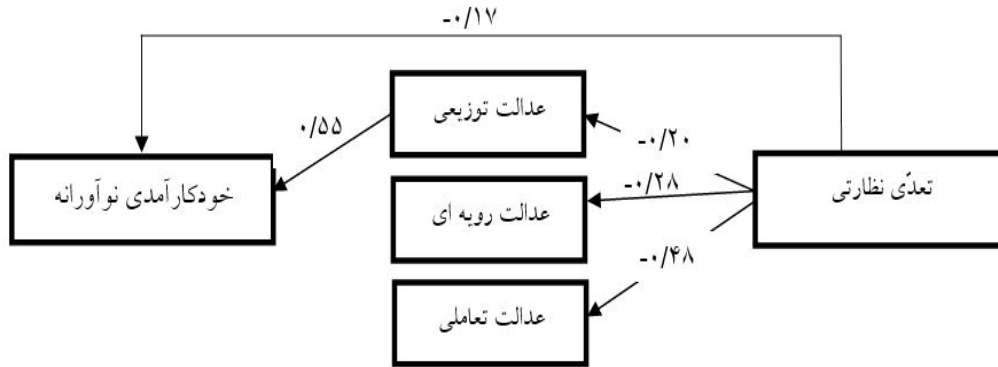 -۰/۱۷
عدالت توزیعی
۰/۵۵
-۰/۲۰
تعدّی نظارتی
-۰/۲۸
عدالت رویه ای
خودکارآمدی نوآورانه
-۰/۴۸
عدالت تعاملی